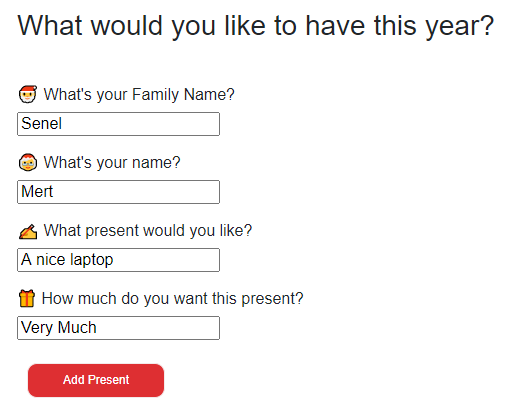 What would you like to have this year?
What's your Family Name?
Senel
What's your name?
Mert
What present would you like?
A nice laptop
How much do you want this present?
Very Much
Add Present